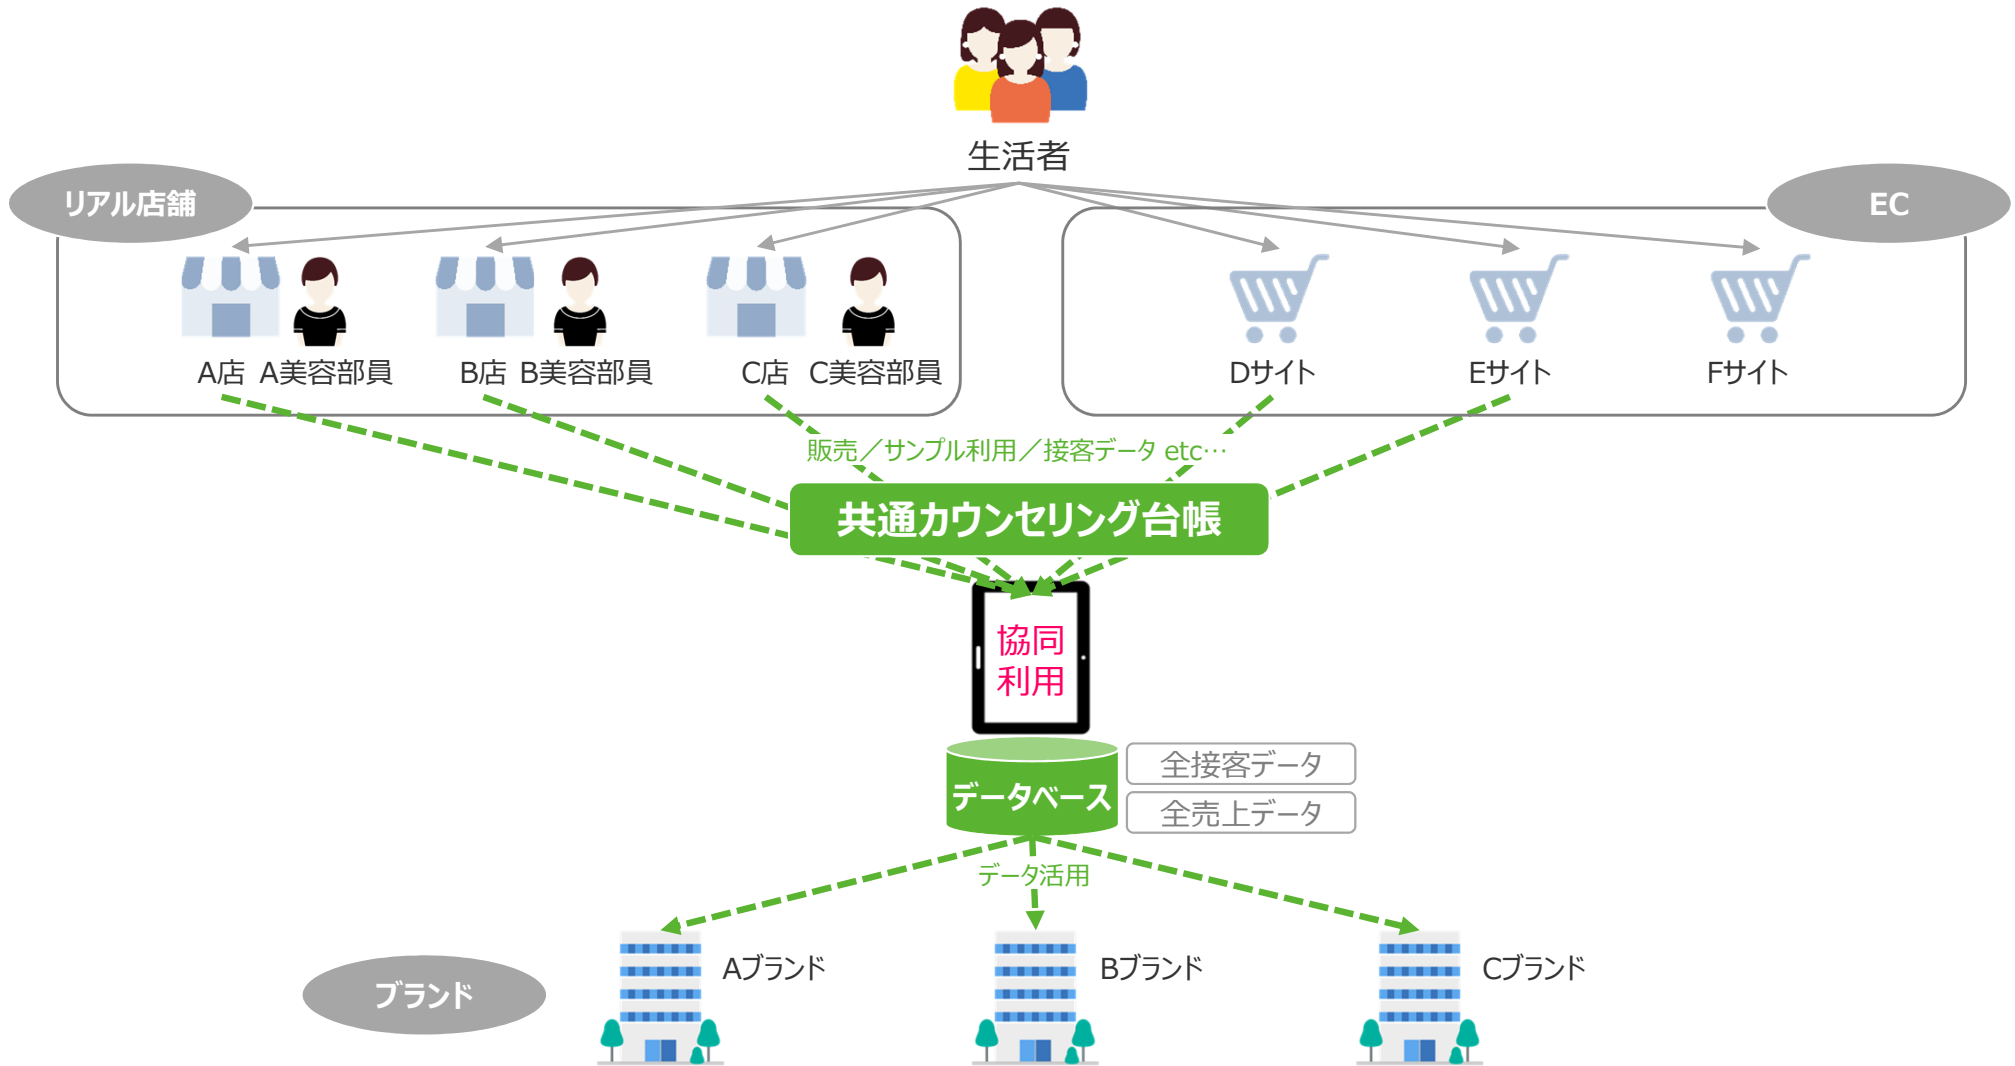 生活者
リアル店舗
EC
A店 A美容部員
B店 B美容部員
C店 C美容部員
Dサイト
Eサイト
Fサイト
販売／サンプル利用／接客データ etc…
共通カウンセリング台帳
協同
利用
データベース
全接客データ
全売上データ
データ活用
ブランド
Aブランド
Bブランド
Cブランド